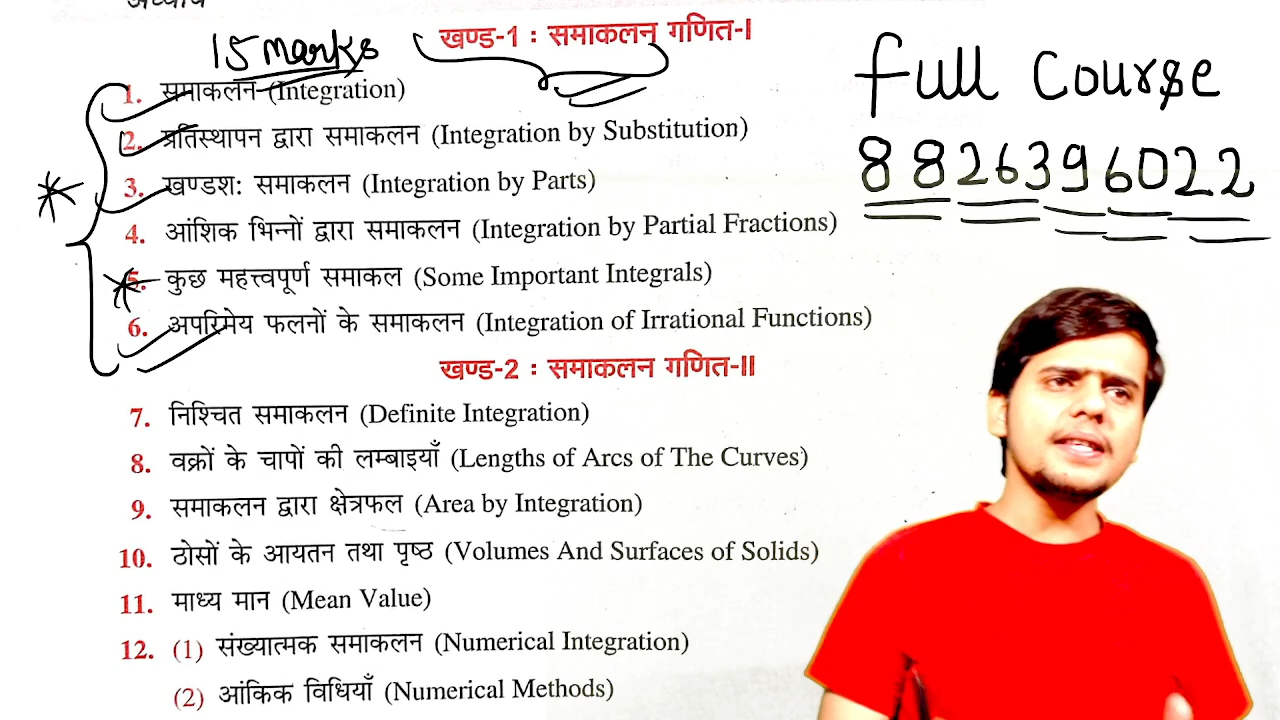 अध्याय
15 marks
खण्ड-1 : समाकलन गणित-I
Full Course
1. समाकलन (Integration)
2. प्रतिस्थापन द्वारा समाकलन (Integration by Substitution)
8826396022
3. खण्डश: समाकलन (Integration by Parts)
4. आंशिक भिन्नों द्वारा समाकलन (Integration by Partial Fractions)
5. कुछ महत्त्वपूर्ण समाकल (Some Important Integrals)
6. अपरिमेय फलनों के समाकलन (Integration of Irrational Functions)
खण्ड-2 : समाकलन गणित-II
7. निश्चित समाकलन (Definite Integration)
8. वक्रों के चापों की लम्बाइयाँ (Lengths of Arcs of The Curves)
9. समाकलन द्वारा क्षेत्रफल (Area by Integration)
10. ठोसों के आयतन तथा पृष्ठ (Volumes And Surfaces of Solids)
11. माध्य मान (Mean Value)
12. (1) संख्यात्मक समाकलन (Numerical Integration)
(2) आंकिक विधियाँ (Numerical Methods)